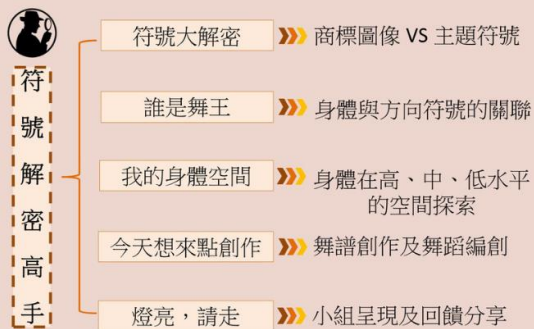 符號解密高手
符號大解密
商標圖像 VS 主題符號
誰是舞王
身體與方向符號的關聯
我的身體空間
身體在高、中、低水平
的空間探索
今天想來點創作
舞譜創作及舞蹈編創
燈亮，請走
小組呈現及回饋分享